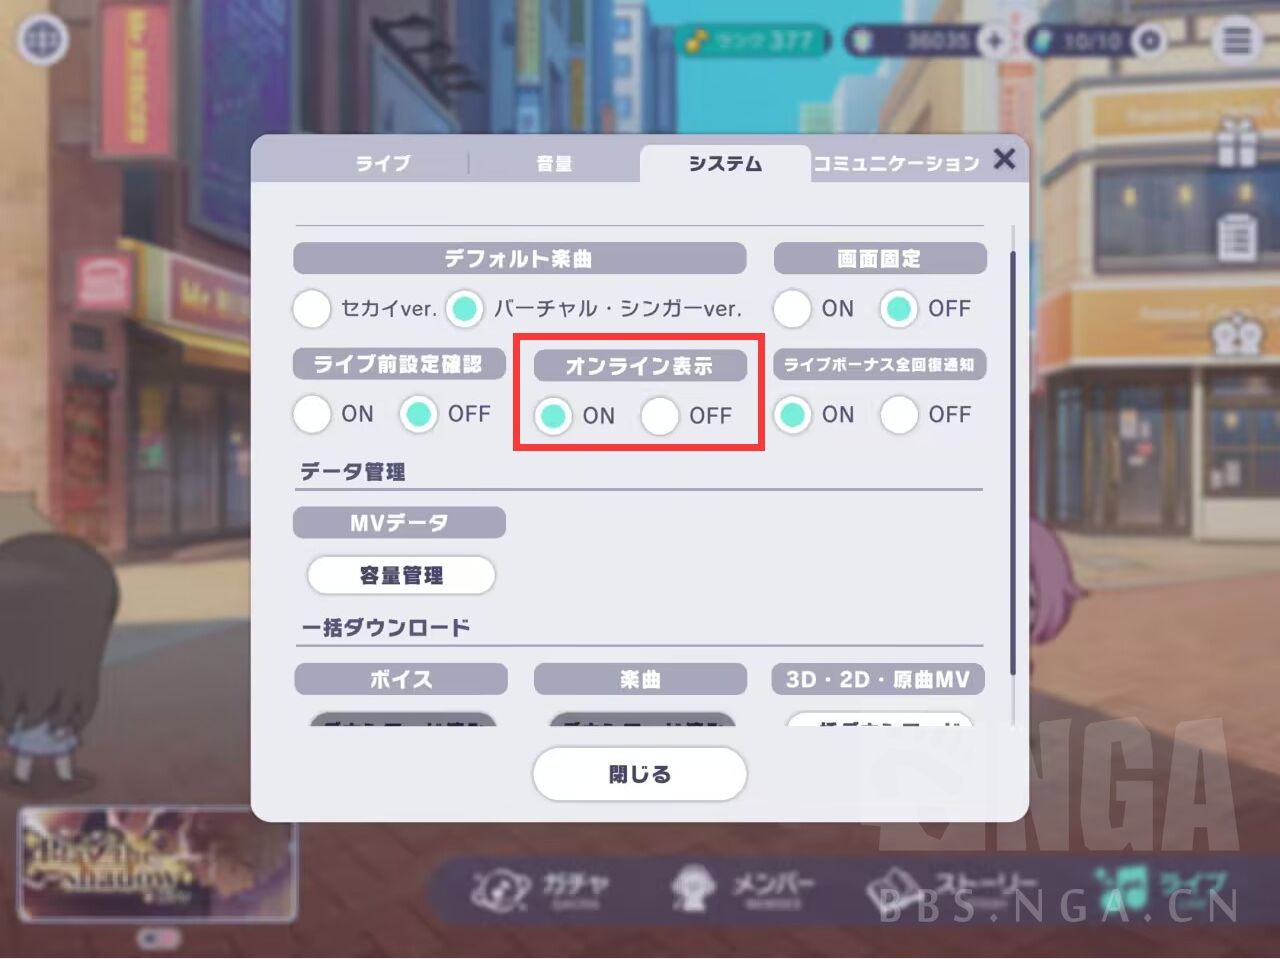 ランク 377
36035
10/10
ライブ
音量
システム
コミュニケーション
デフォルト楽曲
画面固定
セカイver.
バーチャル・シンガーver.
ON
OFF
ライブ前設定確認
オンライン表示
ライブボーナス全回復通知
ON
OFF
ON
OFF
ON
OFF
データ管理
MVデータ
容量管理
一括ダウンロード
ボイス
楽曲
3D・2D・原曲MV
閉じる
NGA
ガチャ
メンバー
ストーリー
ライブ
BBS.NGA.CN